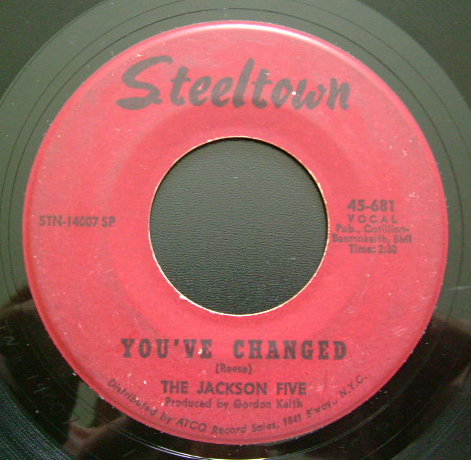 Steeltown
45-681
VOCAL
STN-14007 SP
Pub., Cotillion-
Benmokeith, BMI
Time: 2:30
YOU'VE CHANGED
(Reese)
THE JACKSON FIVE
Produced by Gordon Keith
Distributed by ATCO Record Sales, 1841 B'way., N.Y.C.